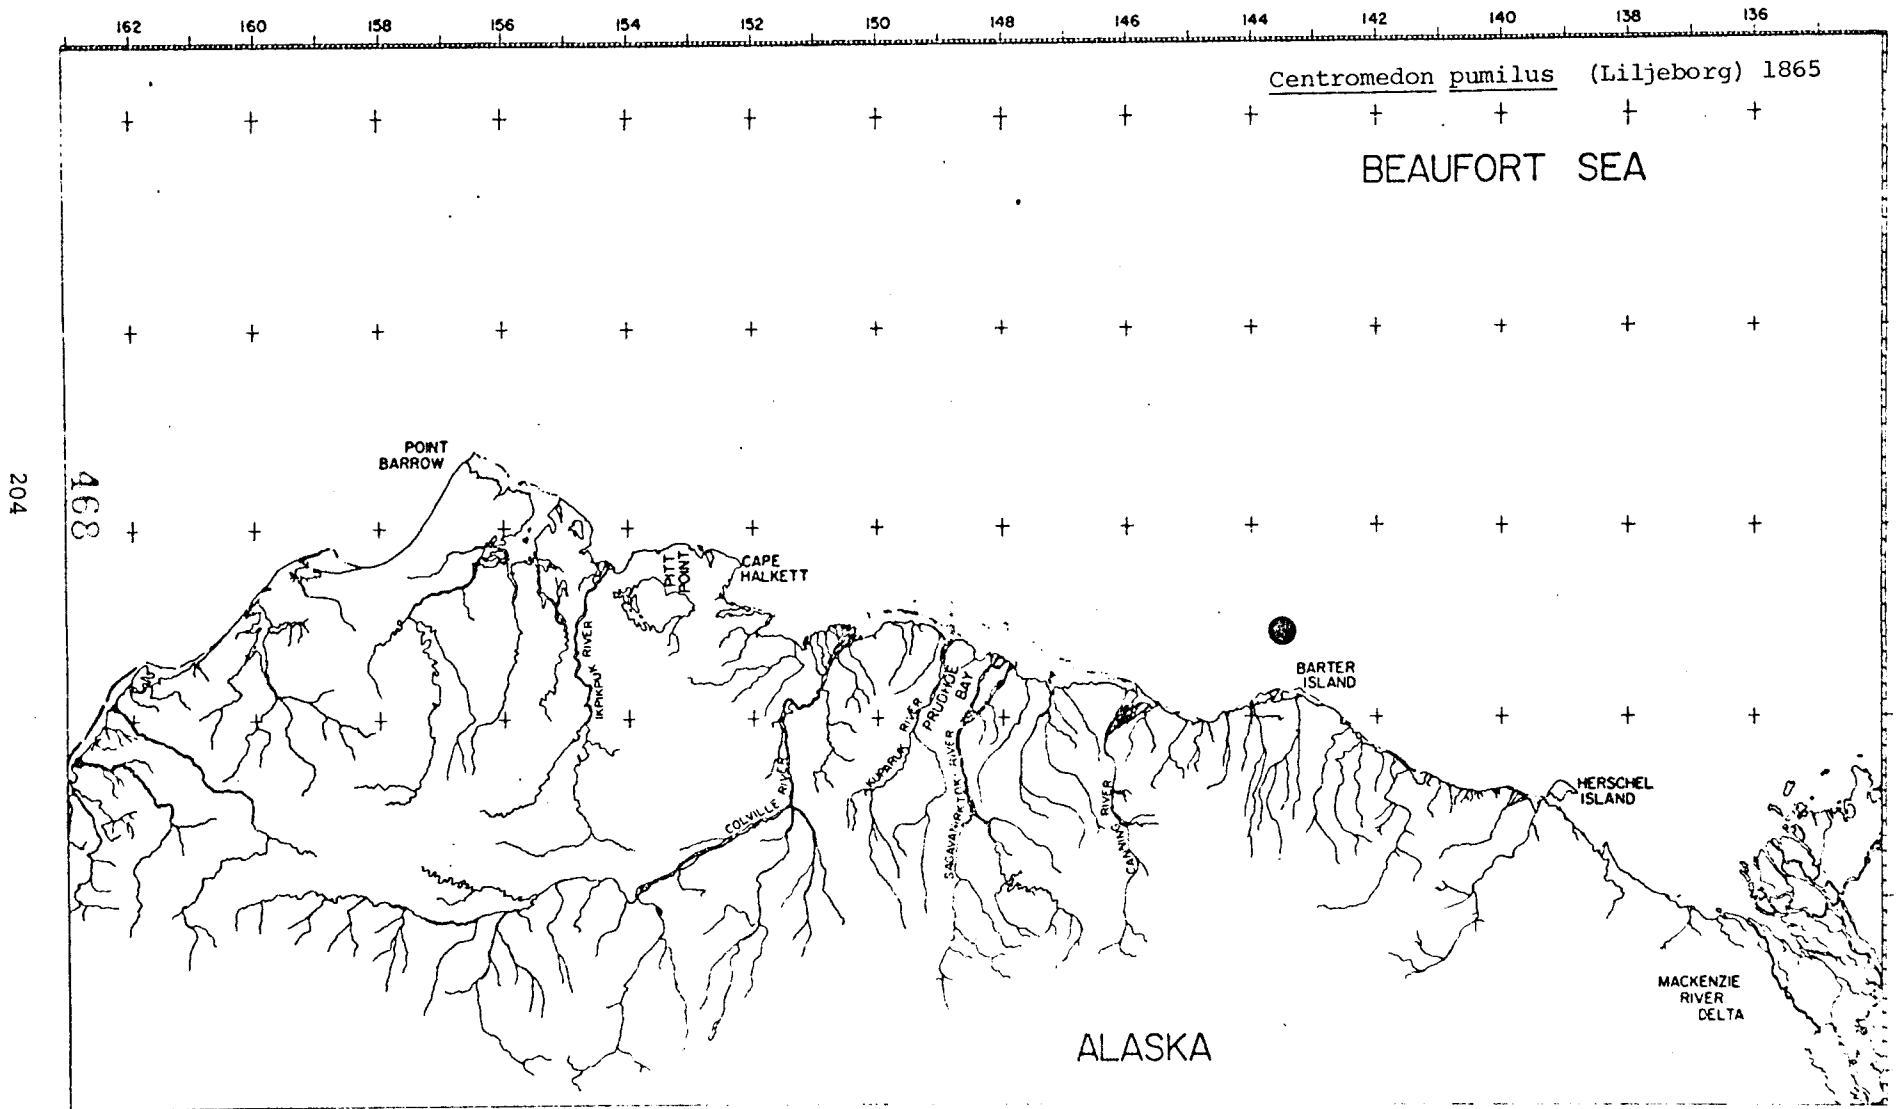 162 160 158 156 154 152 150 148 146 144 142 140 138 136
Centromedon pumilus (Liljeborg) 1865
BEAUFORT SEA
POINT
BARROW
204
468
PITT
POINT
CAPE
HALKETT
IKPIKPUK RIVER
BARTER
ISLAND
PRUDHOE
BAY
KUPARUK RIVER
COLVILLE RIVER
SAGAVANIRKTOK RIVER
CANNING RIVER
HERSCHEL
ISLAND
MACKENZIE
RIVER
DELTA
ALASKA